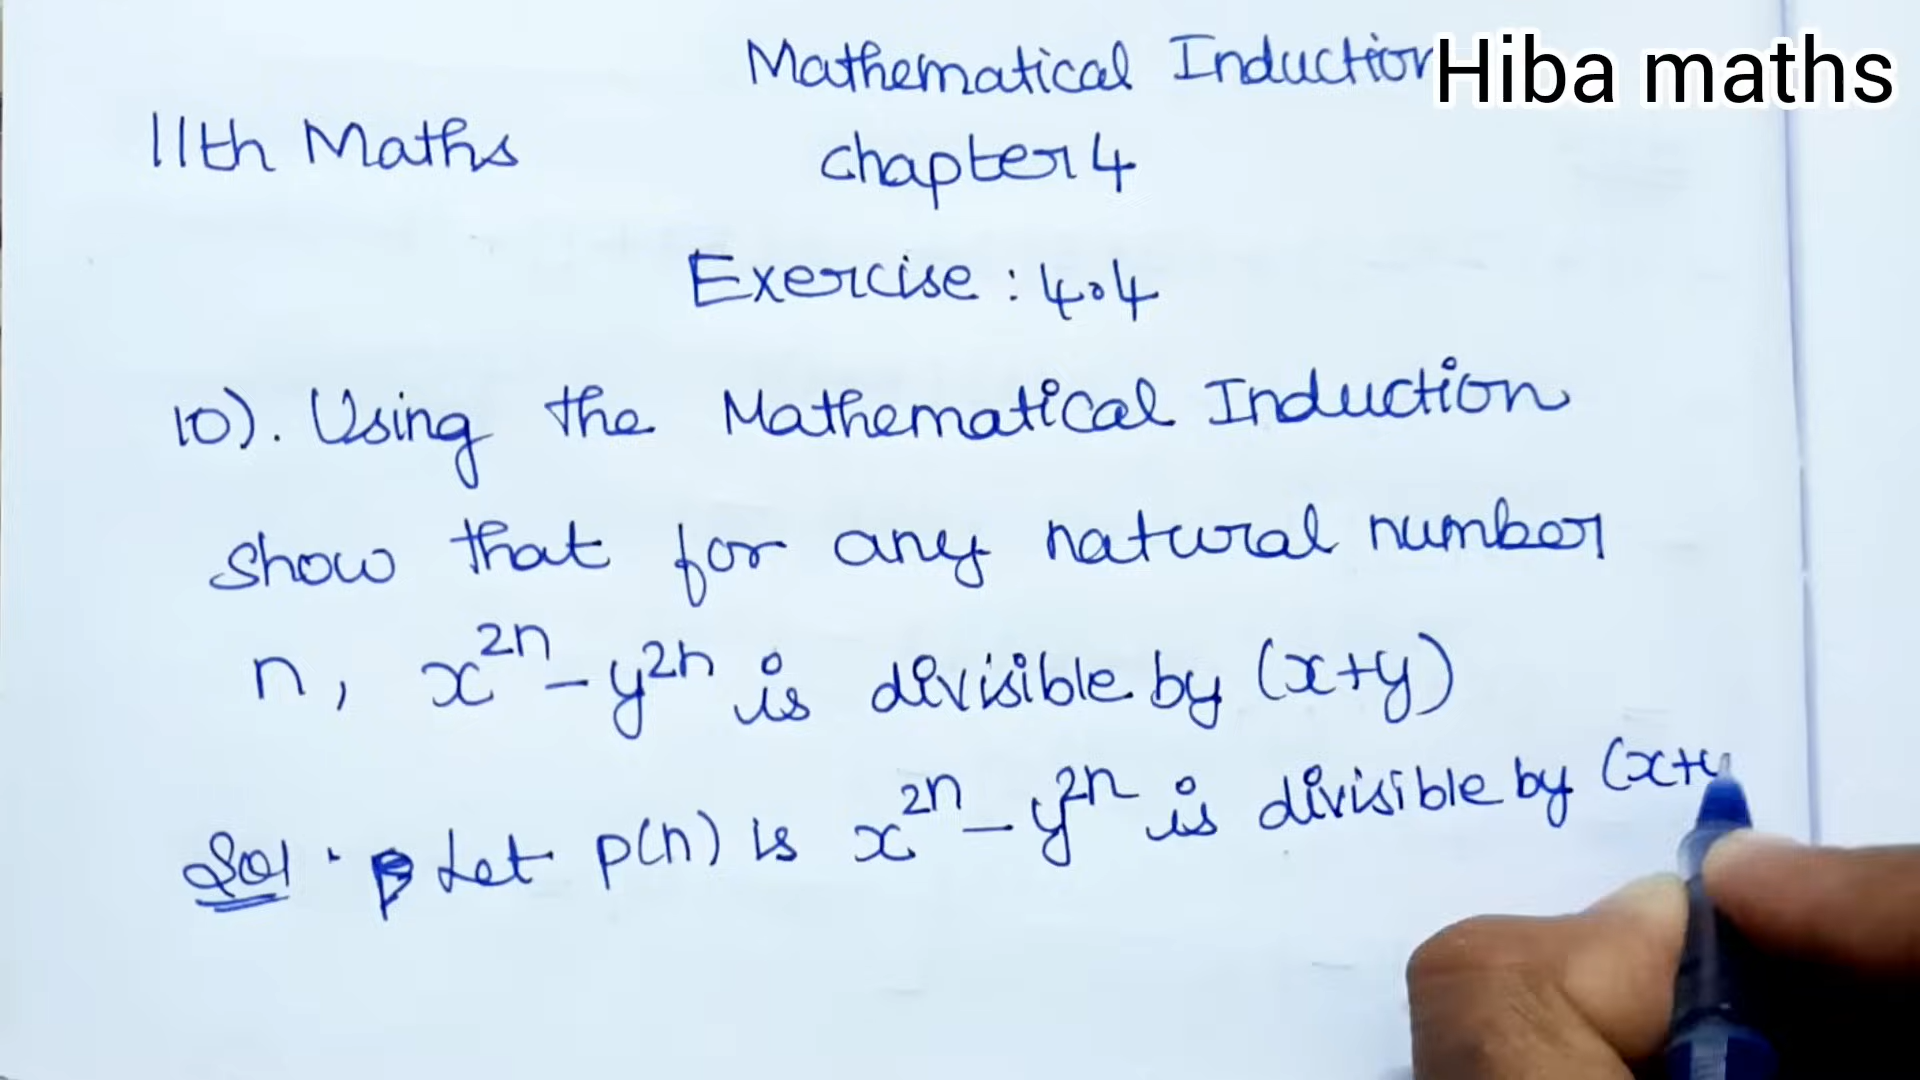 Mathematical Induction
Hiba maths
11th Maths
chapter 4
Exercise : 4.4
10). Using the Mathematical Induction
show that for any natural number
n, x^2n - y^2n is divisible by (x+y)
Sol. Let p(n) is x^2n - y^2n is divisible by (x+y